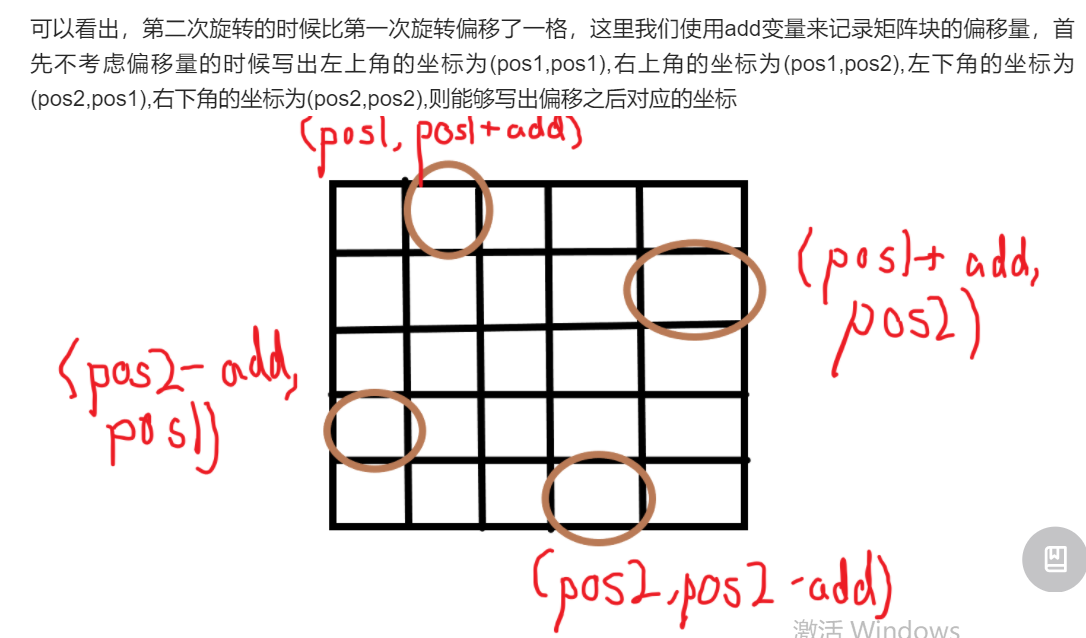 可以看出，第二次旋转的时候比第一次旋转偏移了一格，这里我们使用add变量来记录矩阵块的偏移量，首
先不考虑偏移量的时候写出左上角的坐标为(pos1,pos1),右上角的坐标为(pos1,pos2),左下角的坐标为
(pos2,pos1),右下角的坐标为(pos2,pos2),则能够写出偏移之后对应的坐标
(pos1, pos1+add)
(pos1+ add,
pos2)
(pos2- add,
pos1)
(pos2,pos2 -add)
激活 Windows